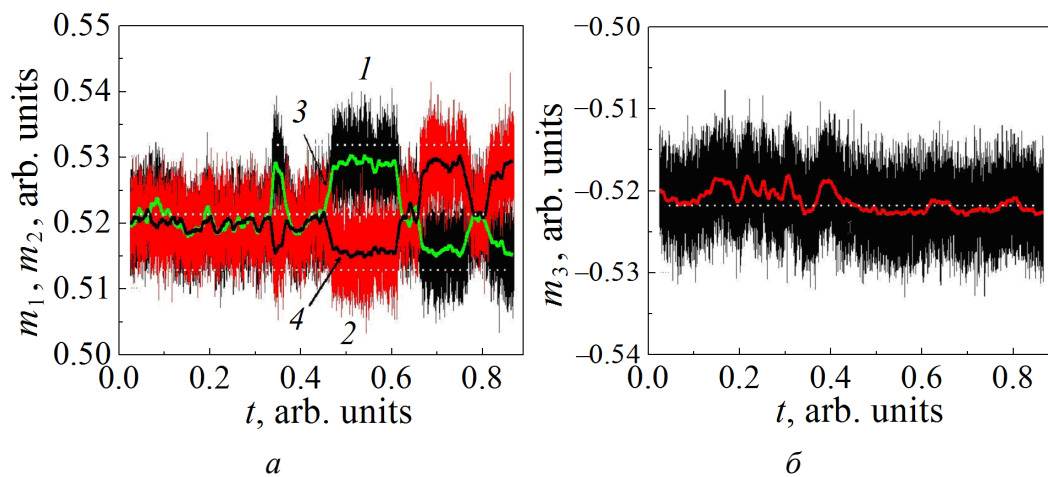 0.55
0.54
0.53
0.52
0.51
0.50
m₁, m₂, arb. units
1
3
4
2
0.0 0.2 0.4 0.6 0.8
t, arb. units
а
−0.50
−0.51
−0.52
−0.53
−0.54
m₃, arb. units
0.0 0.2 0.4 0.6 0.8
t, arb. units
б